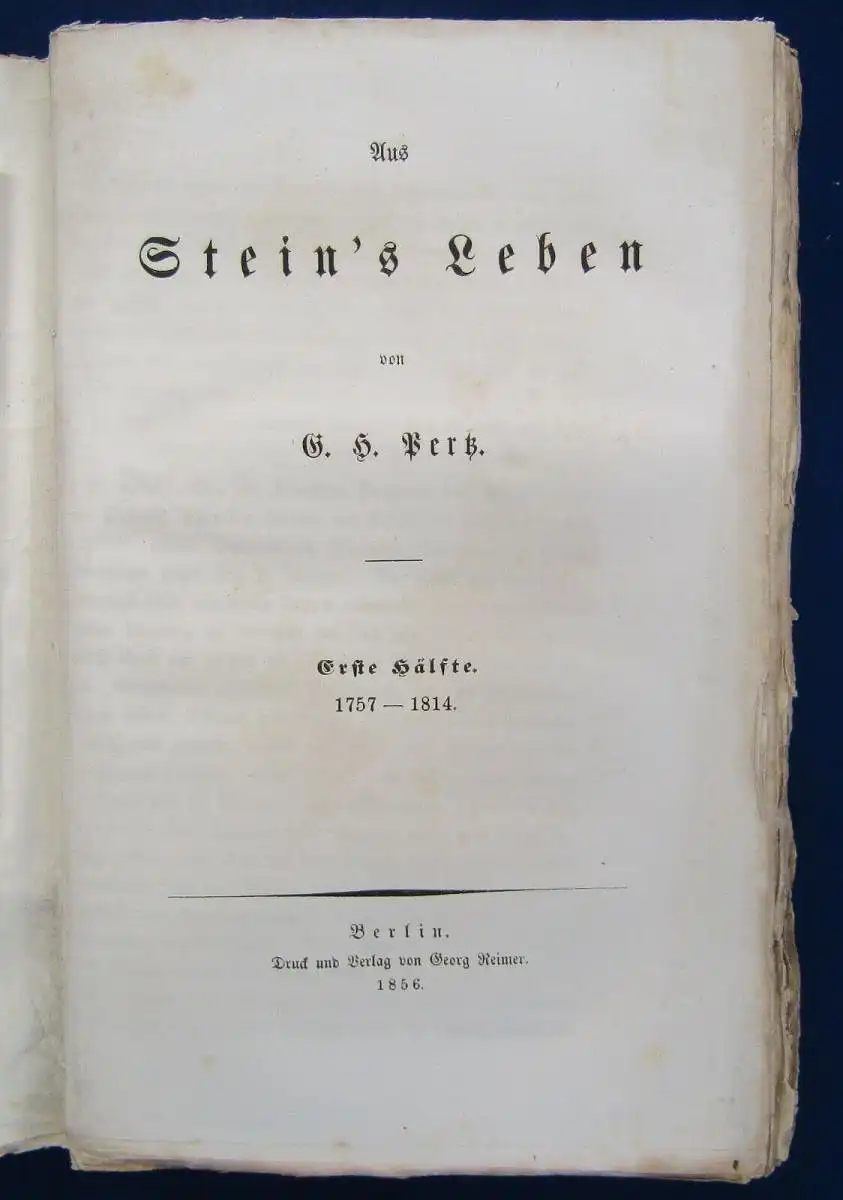 Aus
Stein's Leben
von
G. H. Pertz.
Erste Hälfte.
1757 — 1814.
Berlin.
Druck und Verlag von Georg Reimer.
1856.